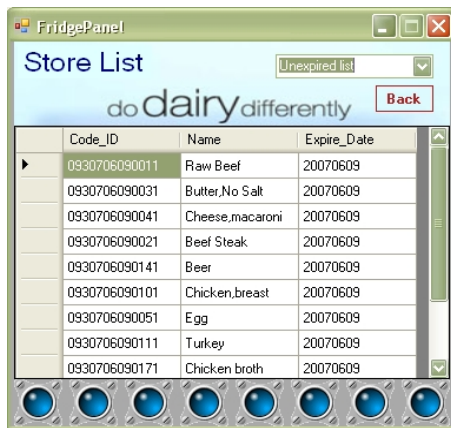 FridgePanel
Store List
Unexpired list
do dairy differently
Back
Code_ID Name Expire_Date
0930706090011 Raw Beef 20070609
0930706090031 Butter,No Salt 20070609
0930706090041 Cheese,macaroni 20070609
0930706090021 Beef Steak 20070609
0930706090141 Beer 20070609
0930706090101 Chicken,breast 20070609
0930706090051 Egg 20070609
0930706090111 Turkey 20070609
0930706090171 Chicken broth 20070609